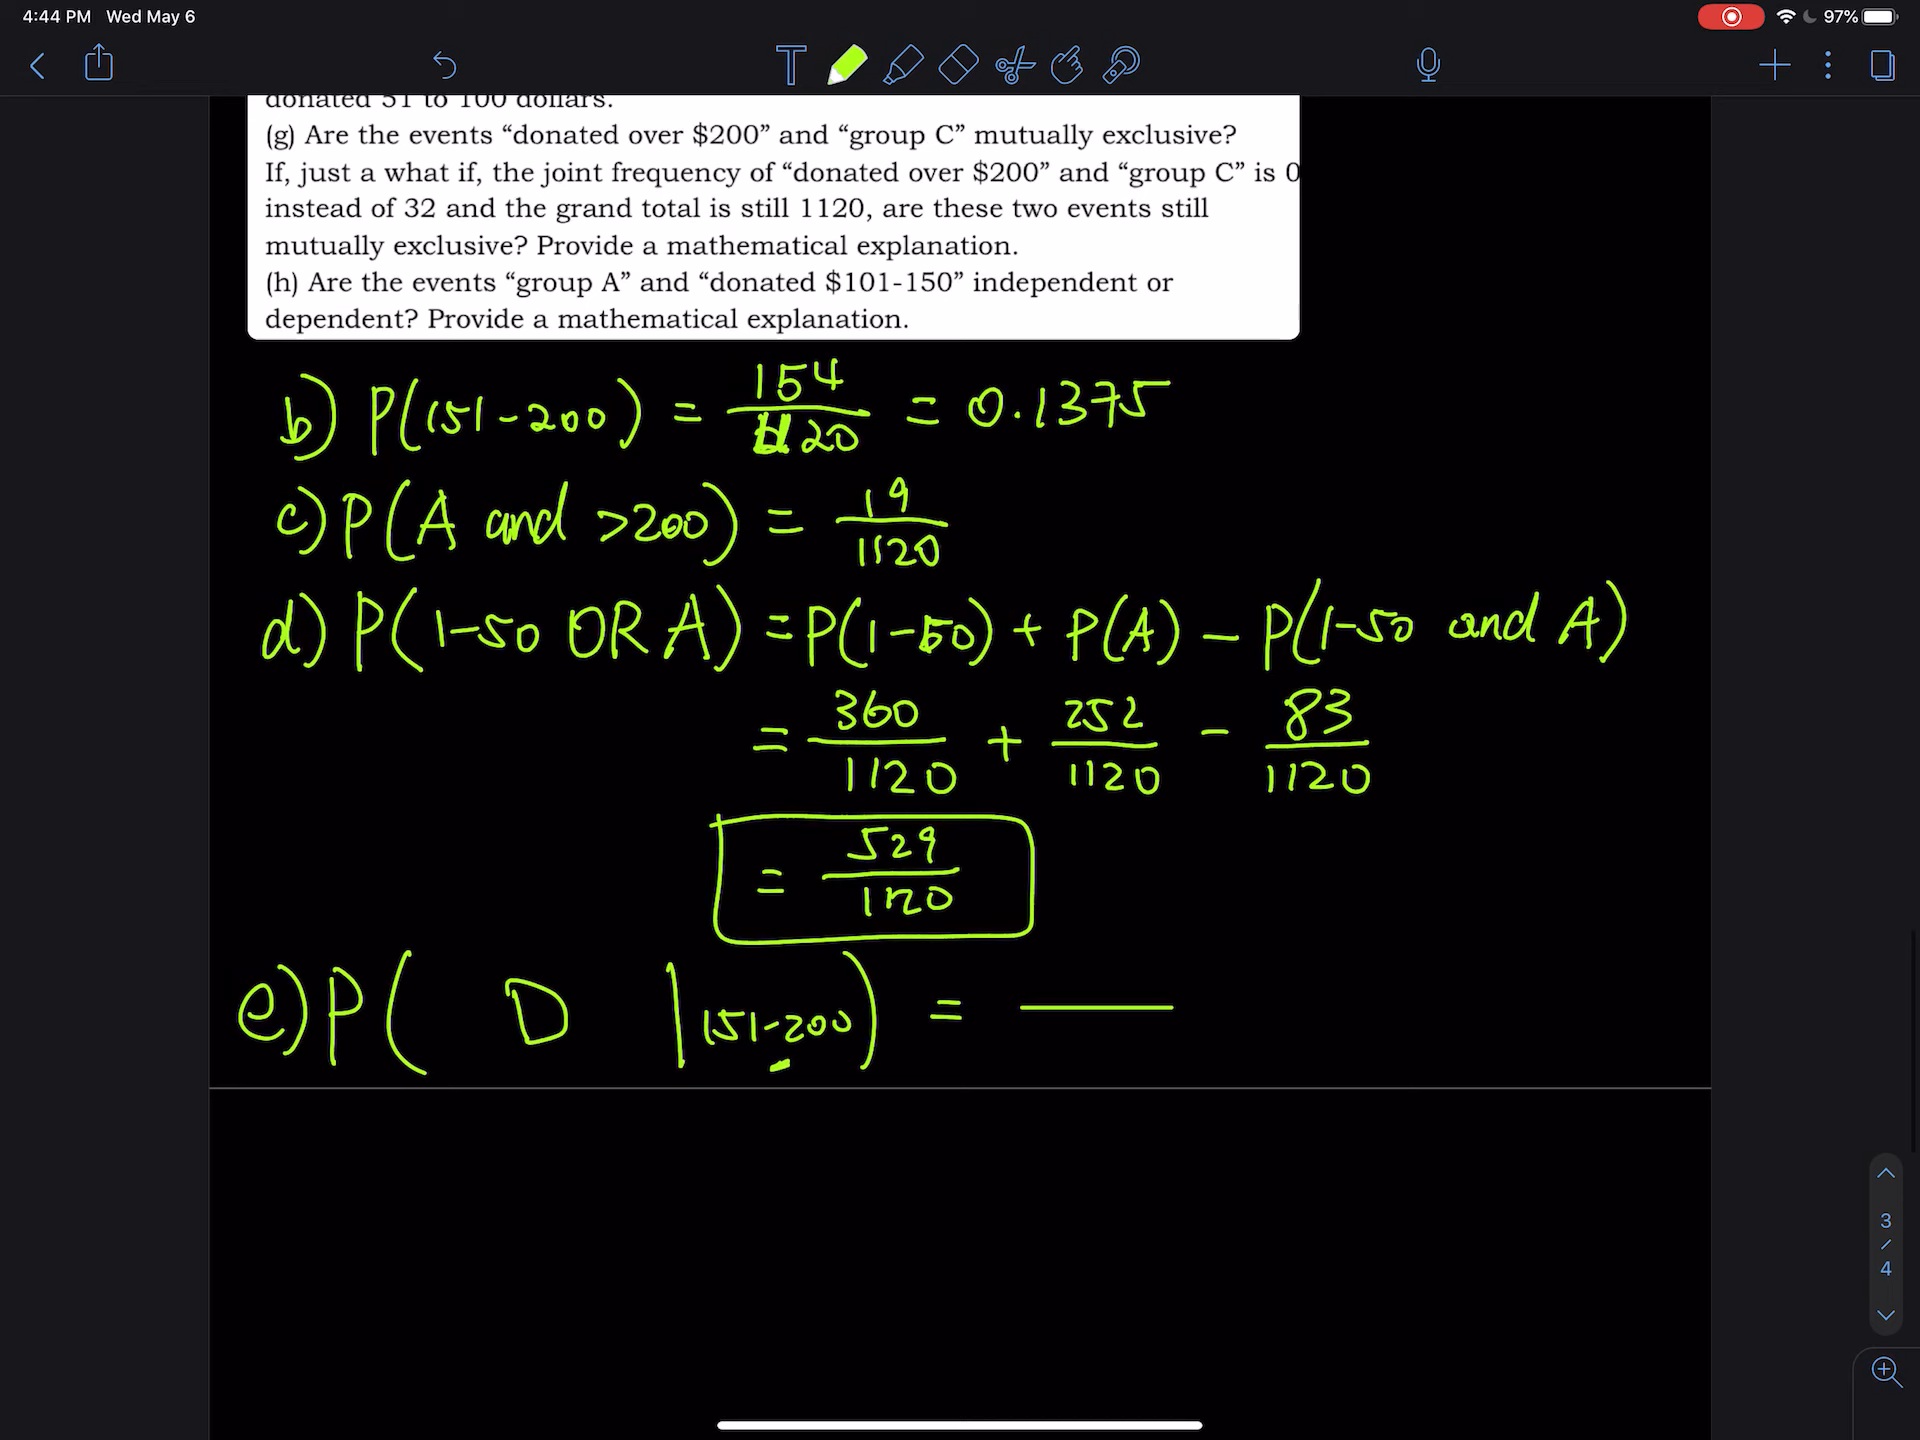 4:44 PM Wed May 6
97%
donated 51 to 100 dollars.
(g) Are the events “donated over $200” and “group C” mutually exclusive?
If, just a what if, the joint frequency of “donated over $200” and “group C” is 0
instead of 32 and the grand total is still 1120, are these two events still
mutually exclusive? Provide a mathematical explanation.
(h) Are the events “group A” and “donated $101-150” independent or
dependent? Provide a mathematical explanation.
b) P(151-200) = 154/1120 = 0.1375
c) P(A and >200) = 19/1120
d) P(1-50 OR A) = P(1-50) + P(A) - P(1-50 and A)
= 360/1120 + 252/1120 - 83/1120
= 529/1120
e) P( D | 151-200) =
3
/
4